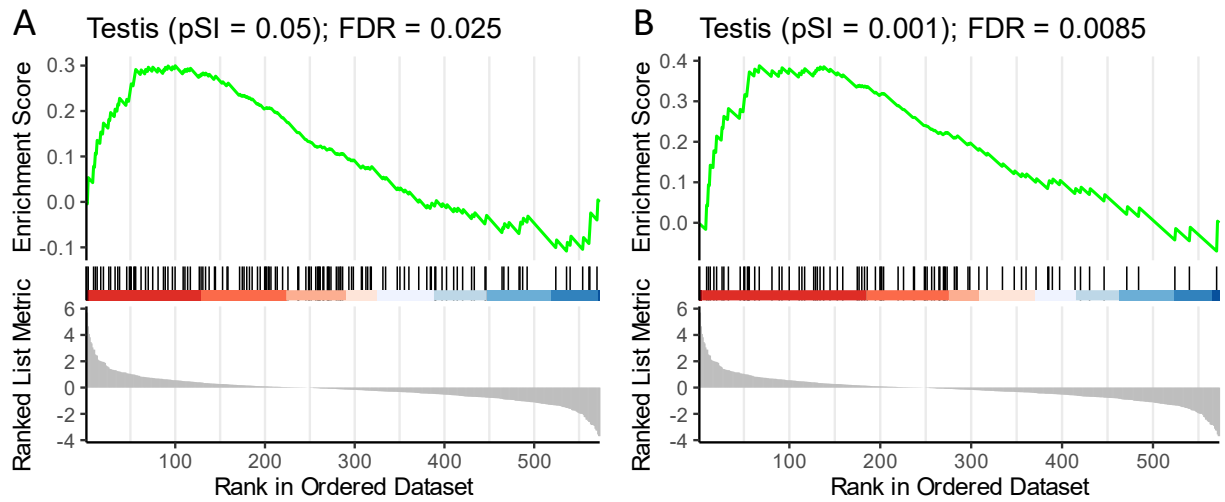 A
Testis (pSI = 0.05); FDR = 0.025
Enrichment Score
0.3
0.2
0.1
0.0
-0.1
Ranked List Metric
6
4
2
0
-2
-4
100 200 300 400 500
Rank in Ordered Dataset
B
Testis (pSI = 0.001); FDR = 0.0085
Enrichment Score
0.4
0.3
0.2
0.1
0.0
Ranked List Metric
6
4
2
0
-2
-4
100 200 300 400 500
Rank in Ordered Dataset